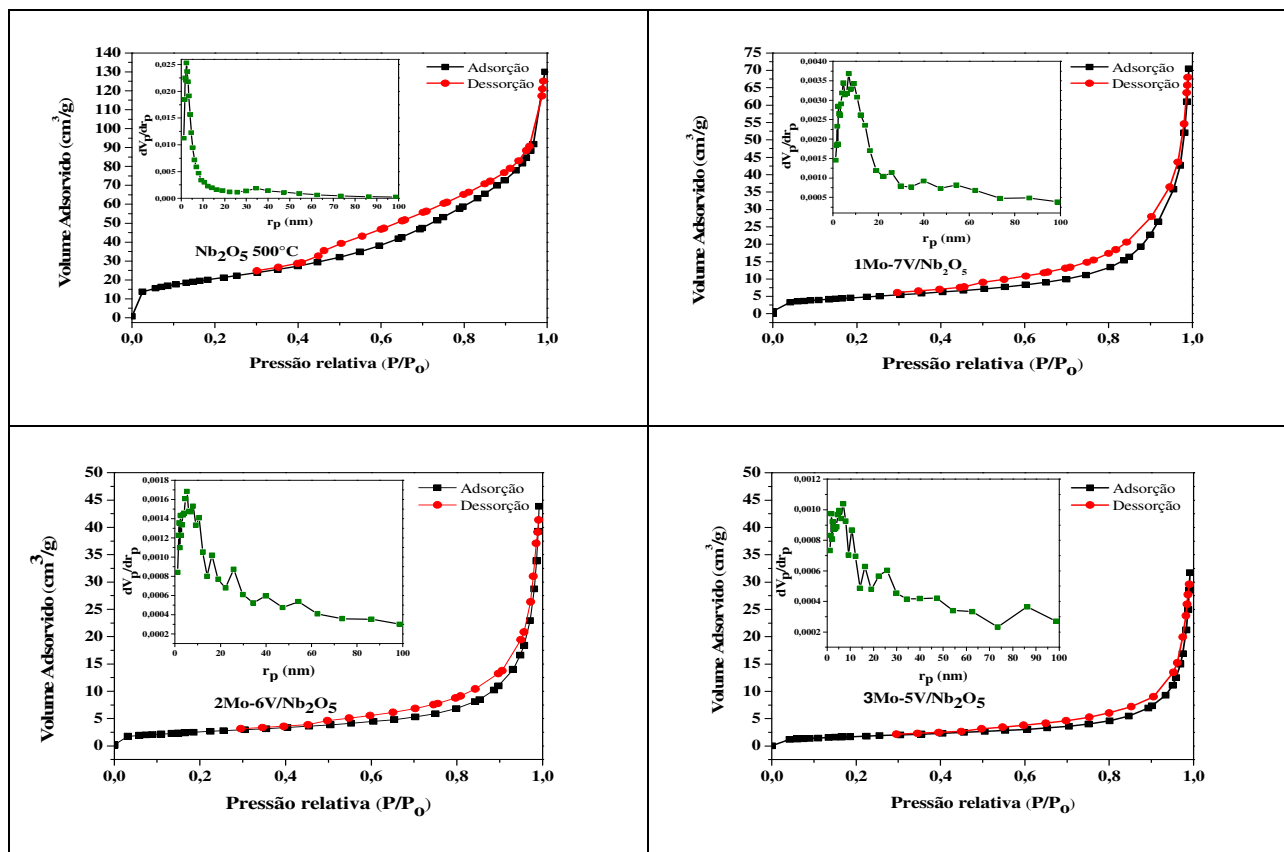 140
130
120
110
100
90
80
70
60
50
40
30
20
10
0
Volume Adsorvido (cm³/g)
0,025
0,020
0,015
0,010
0,005
0,000
dVp/drp
0 10 20 30 40 50 60 70 80 90 100
rp (nm)
Adsorção
Dessorção
Nb₂O₅ 500°C
0,0 0,2 0,4 0,6 0,8 1,0
Pressão relativa (P/Po)
75
70
65
60
55
50
45
40
35
30
25
20
15
10
5
0
Volume Adsorvido (cm³/g)
0,0040
0,0035
0,0030
0,0025
0,0020
0,0015
0,0010
0,0005
dVp/drp
0 20 40 60 80 100
rp (nm)
Adsorção
Dessorção
1Mo-7V/Nb₂O₅
0,0 0,2 0,4 0,6 0,8 1,0
Pressão relativa (P/Po)
50
45
40
35
30
25
20
15
10
5
0
Volume Adsorvido (cm³/g)
0,0018
0,0016
0,0014
0,0012
0,0010
0,0008
0,0006
0,0004
0,0002
dVp/drp
0 20 40 60 80 100
rp (nm)
Adsorção
Dessorção
2Mo-6V/Nb₂O₅
0,0 0,2 0,4 0,6 0,8 1,0
Pressão relativa (P/Po)
50
45
40
35
30
25
20
15
10
5
0
Volume Adsorvido (cm³/g)
0,0012
0,0010
0,0008
0,0006
0,0004
0,0002
dVp/drp
0 10 20 30 40 50 60 70 80 90 100
rp (nm)
Adsorção
Dessorção
3Mo-5V/Nb₂O₅
0,0 0,2 0,4 0,6 0,8 1,0
Pressão relativa (P/Po)